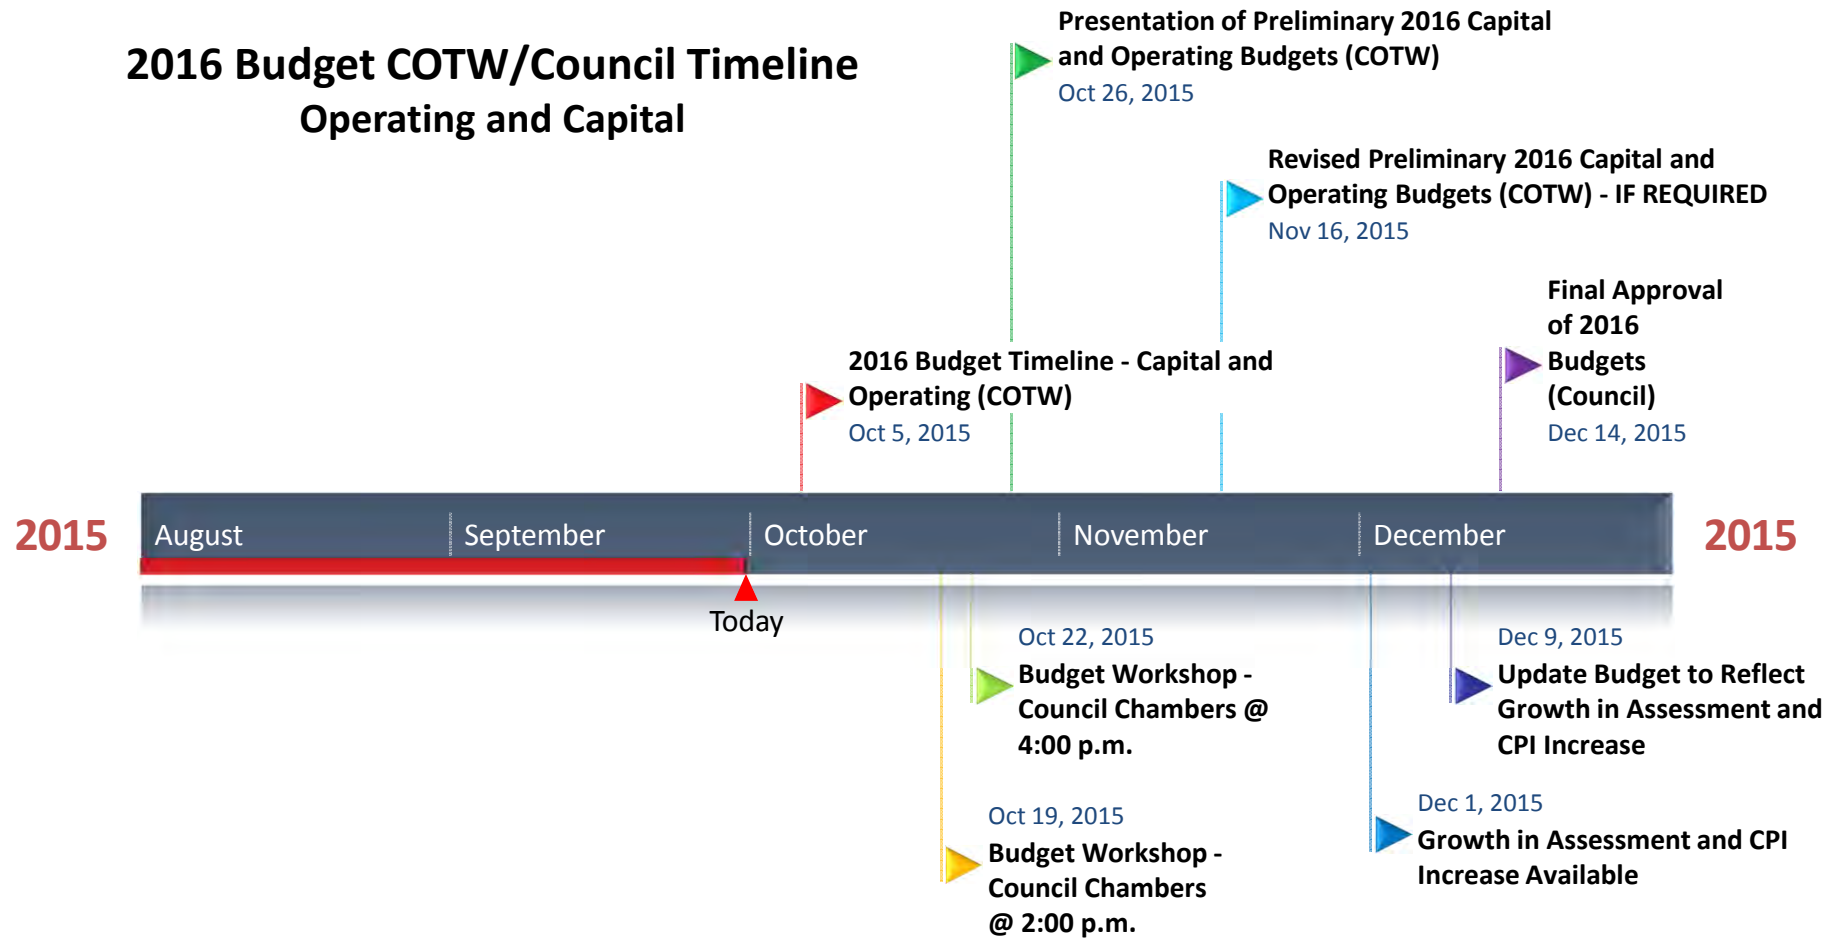 2016 Budget COTW/Council Timeline
Operating and Capital
Presentation of Preliminary 2016 Capital
and Operating Budgets (COTW)
Oct 26, 2015
Revised Preliminary 2016 Capital and
Operating Budgets (COTW) - IF REQUIRED
Nov 16, 2015
Final Approval
of 2016
Budgets
(Council)
Dec 14, 2015
2016 Budget Timeline - Capital and
Operating (COTW)
Oct 5, 2015
2015
August
September
October
November
December
2015
Today
Oct 22, 2015
Budget Workshop -
Council Chambers @
4:00 p.m.
Dec 9, 2015
Update Budget to Reflect
Growth in Assessment and
CPI Increase
Oct 19, 2015
Budget Workshop -
Council Chambers
@ 2:00 p.m.
Dec 1, 2015
Growth in Assessment and CPI
Increase Available